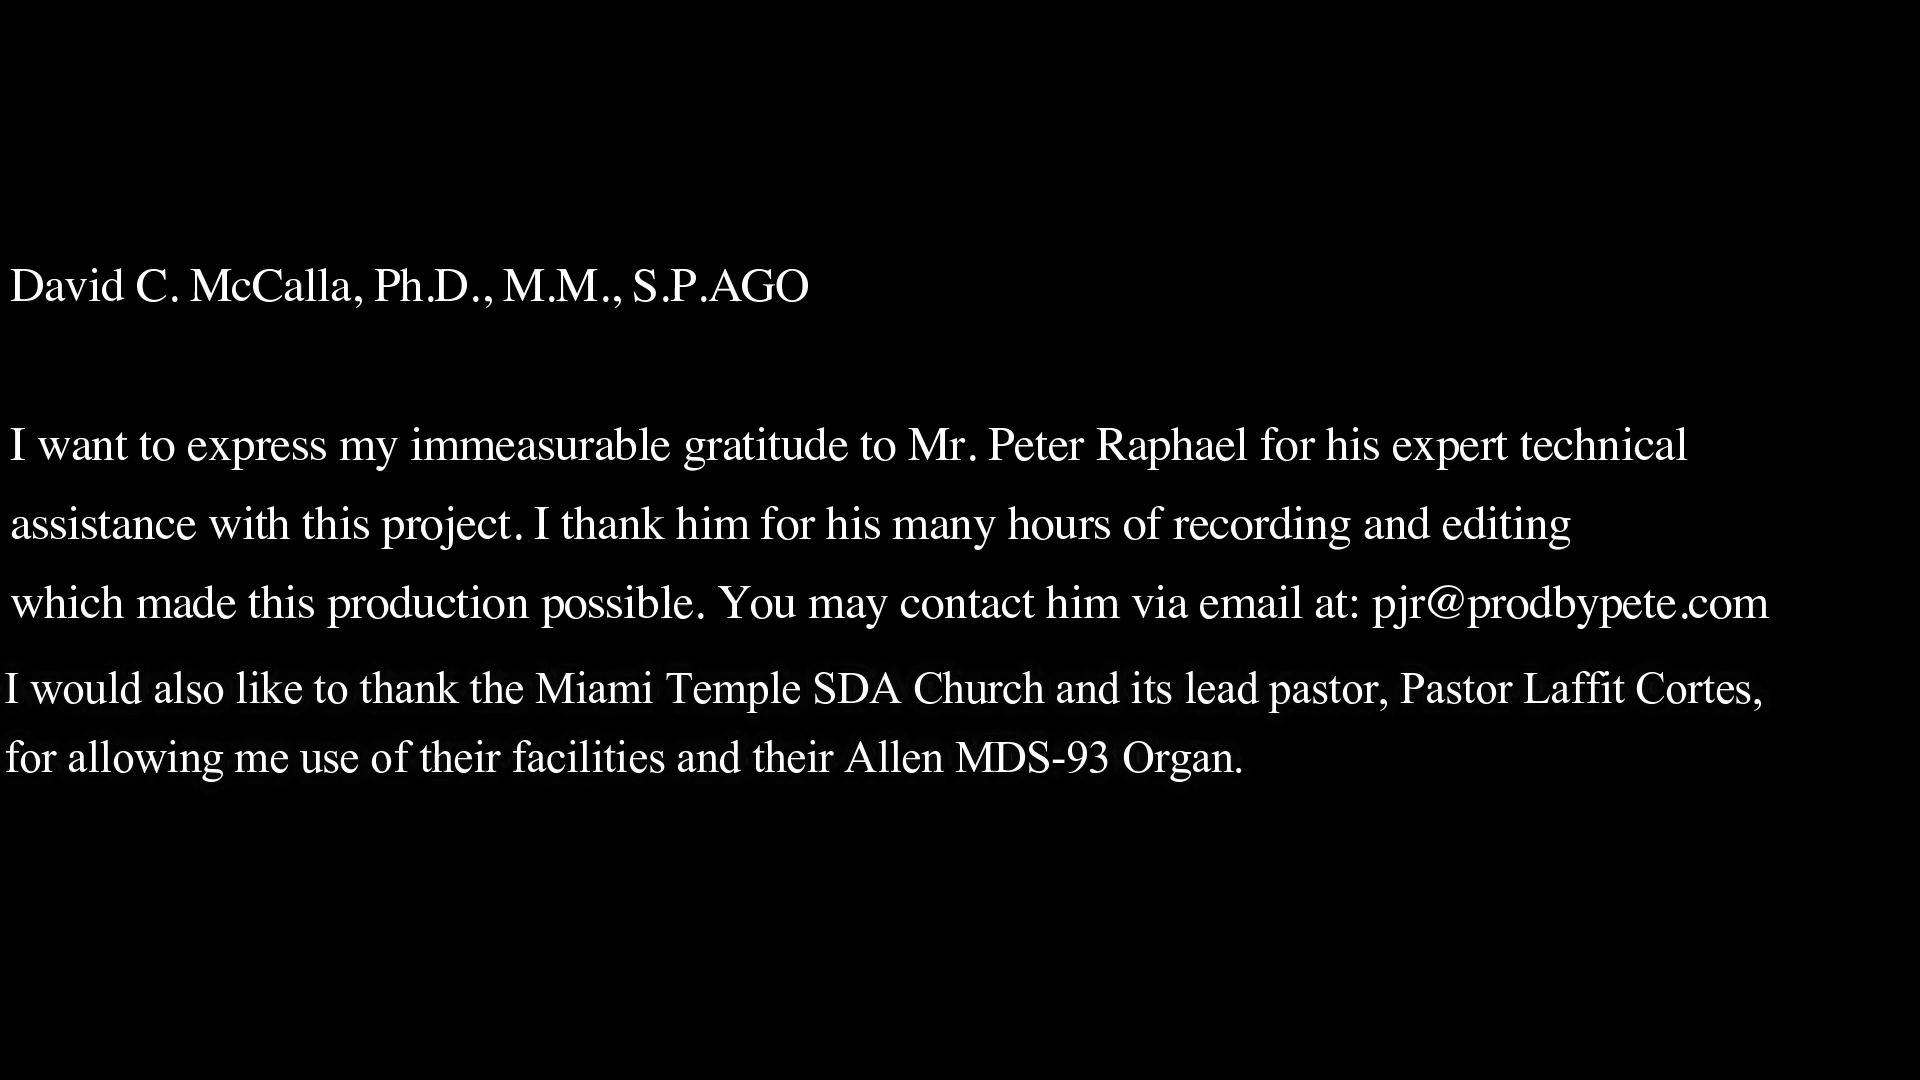 David C. McCalla, Ph.D., M.M., S.P.AGO
I want to express my immeasurable gratitude to Mr. Peter Raphael for his expert technical
assistance with this project. I thank him for his many hours of recording and editing
which made this production possible. You may contact him via email at: pjr@prodbypete.com
I would also like to thank the Miami Temple SDA Church and its lead pastor, Pastor Laffit Cortes,
for allowing me use of their facilities and their Allen MDS-93 Organ.